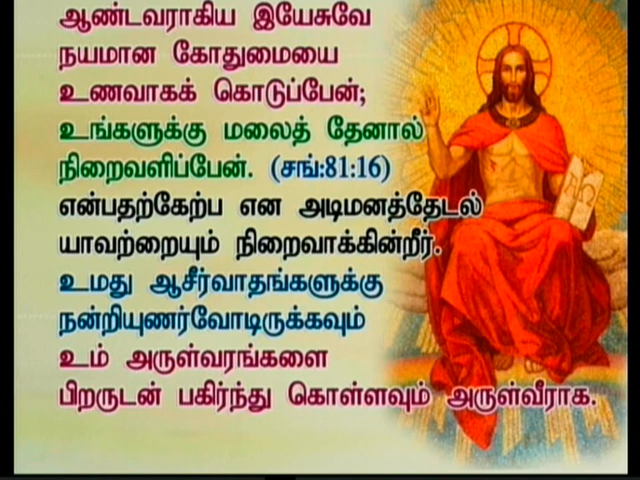 ஆண்டவராகிய இயேசுவே
நயமான கோதுமையை
உணவாகக் கொடுப்பேன்;
உங்களுக்கு மலைத் தேனால்
நிறைவளிப்பேன். (சங்:81:16)
என்பதற்கேற்ப என அடிமனத்தேடல்
யாவற்றையும் நிறைவாக்கின்றீர்.
உமது ஆசீர்வாதங்களுக்கு
நன்றியுணர்வோடிருக்கவும்
உம் அருள்வரங்களை
பிறருடன் பகிர்ந்து கொள்ளவும் அருள்வீராக.
Α Ω